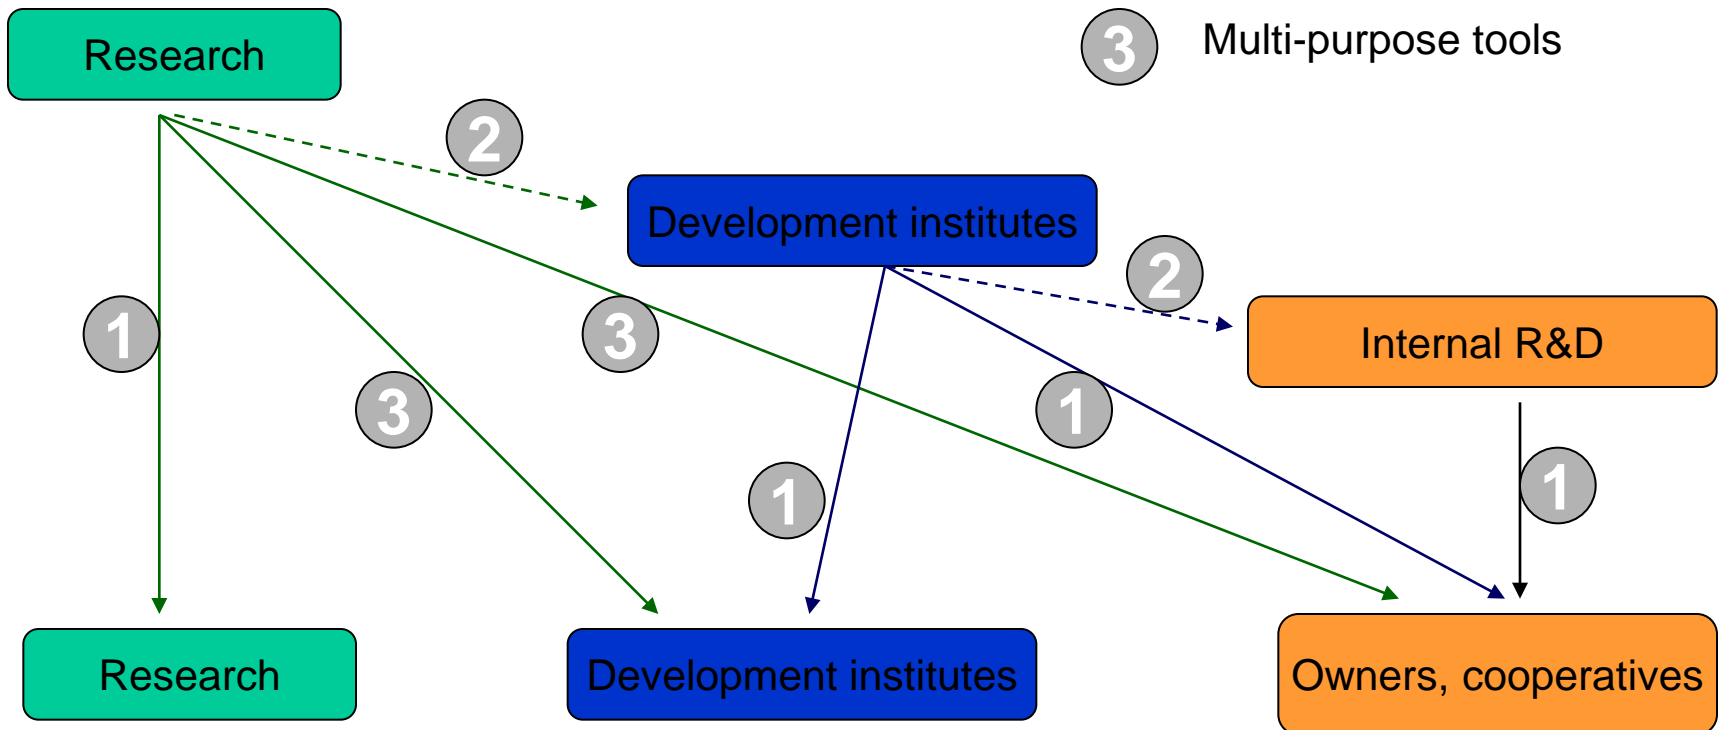 Research
3 Multi-purpose tools
2
Development institutes
2
Internal R&D
1
3
3
1
1
1
Research
Development institutes
Owners, cooperatives